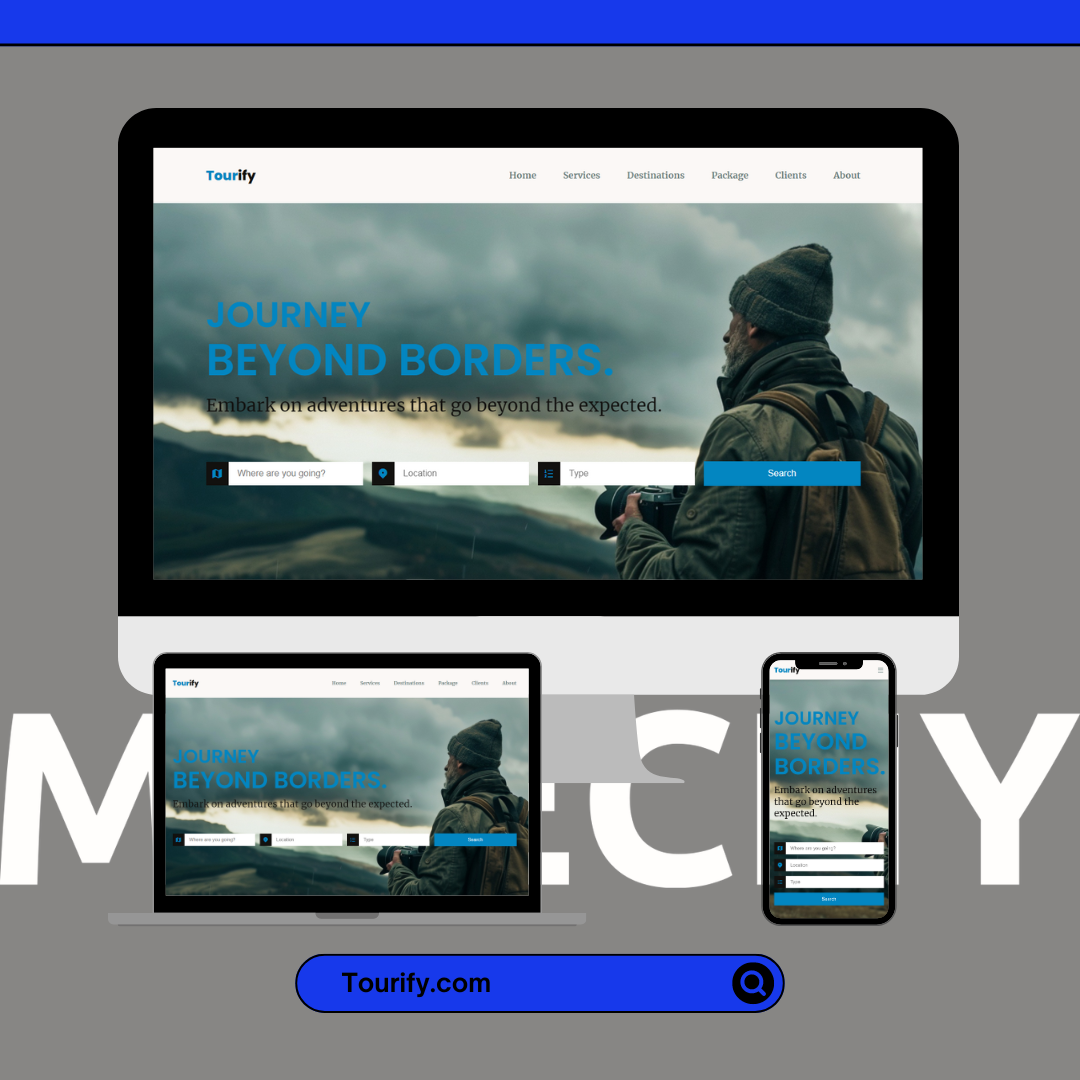 Tourify
Home Services Destinations Package Clients About
JOURNEY
BEYOND BORDERS.
Embark on adventures that go beyond the expected.
Where are you going? Location Type Search
Tourify
Home Services Destinations Package Clients About
JOURNEY
BEYOND BORDERS.
Embark on adventures that go beyond the expected.
Where are you going? Location Type Search
Tourify
JOURNEY
BEYOND
BORDERS.
Embark on adventures
that go beyond the
expected.
Where are you going?
Location
Type
Search
Tourify.com